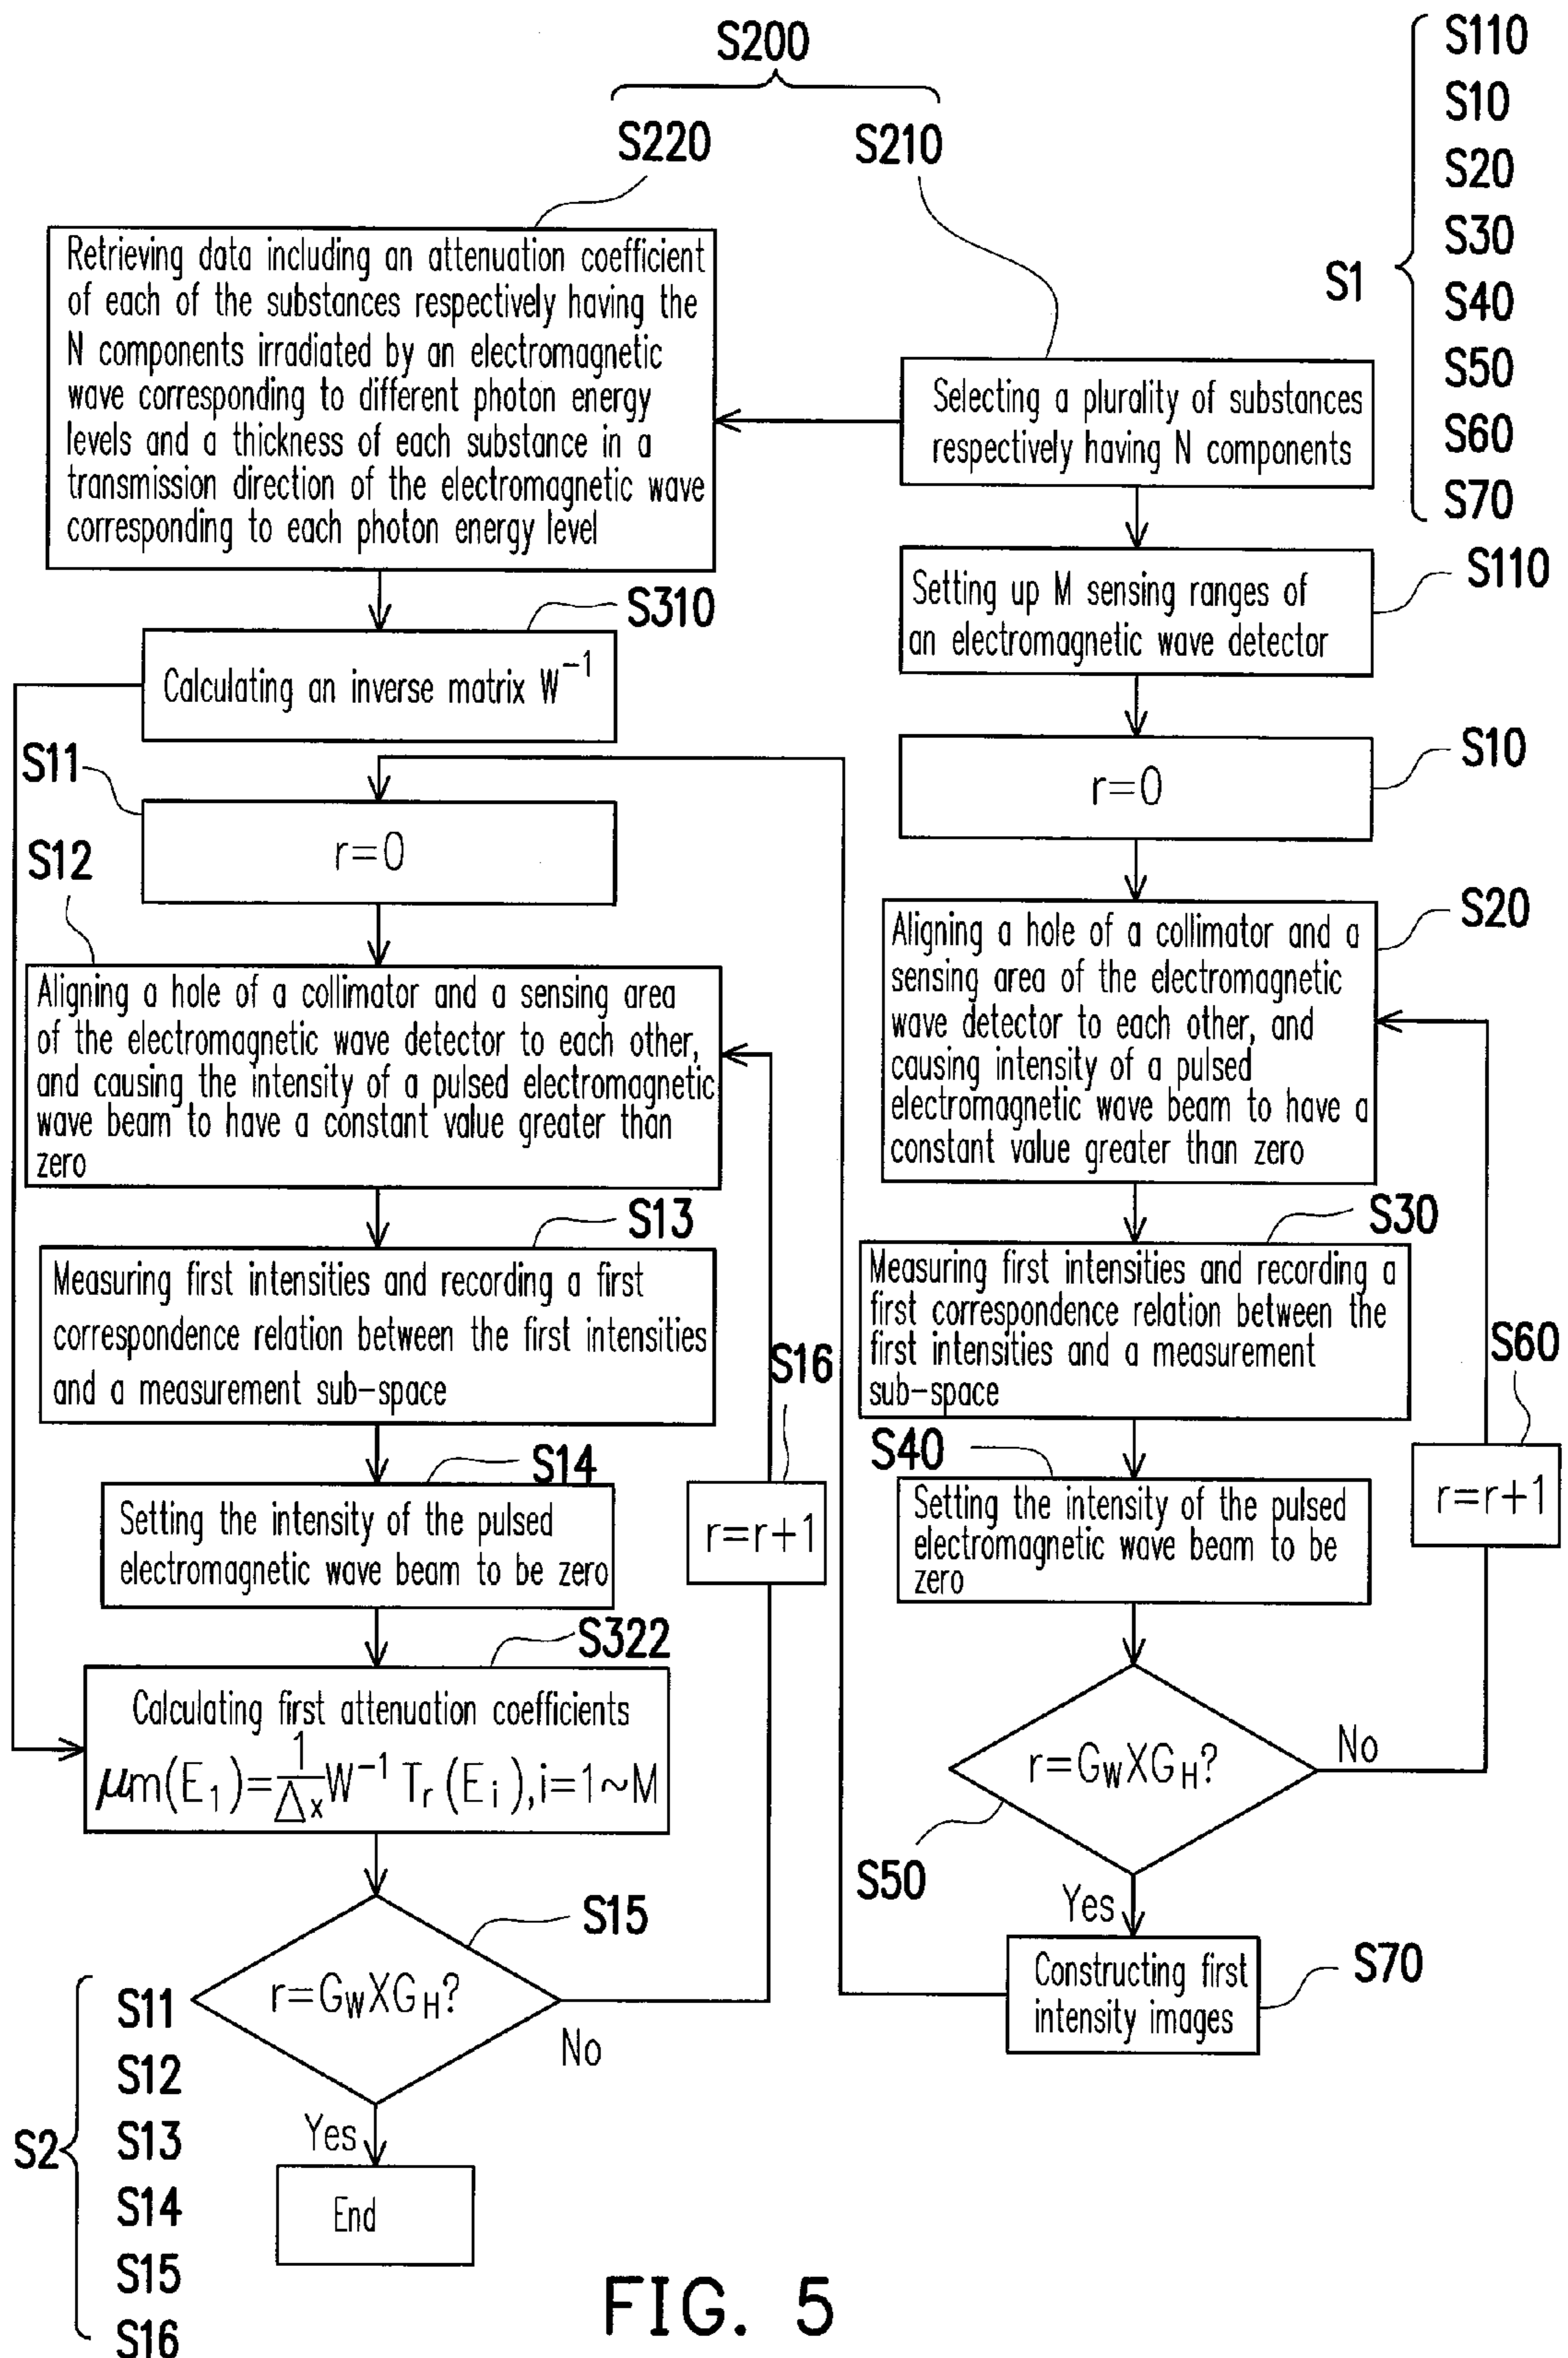 S200
S220
S210
S1
S110
S10
S20
S30
S40
S50
S60
S70
Retrieving data including an attenuation coefficient
of each of the substances respectively having the
N components irradiated by an electromagnetic
wave corresponding to different photon energy
levels and a thickness of each substance in a
transmission direction of the electromagnetic wave
corresponding to each photon energy level
Selecting a plurality of substances
respectively having N components
S110
Setting up M sensing ranges of
an electromagnetic wave detector
S310
Calculating an inverse matrix W⁻¹
S10
r=0
S11
r=0
S12
Aligning a hole of a collimator and a sensing area
of the electromagnetic wave detector to each other,
and causing the intensity of a pulsed electromagnetic
wave beam to have a constant value greater than
zero
S20
Aligning a hole of a collimator and a
sensing area of the electromagnetic
wave detector to each other, and
causing intensity of a pulsed
electromagnetic wave beam to have a
constant value greater than zero
S13
Measuring first intensities and recording a first
correspondence relation between the first intensities
and a measurement sub-space
S30
Measuring first intensities and recording a
first correspondence relation between the
first intensities and a measurement
sub-space
S16
r=r+1
S60
r=r+1
S14
Setting the intensity of the pulsed
electromagnetic wave beam to be zero
S40
Setting the intensity of the pulsed
electromagnetic wave beam to be
zero
S322
Calculating first attenuation coefficients
μm(E₁)=1/Δx W⁻¹ Tr(Ei),i=1~M
r=GWXGH?
No
S50
Yes
S15
r=GWXGH?
No
Yes
End
Constructing first
intensity images
S70
S2
S11
S12
S13
S14
S15
S16
FIG. 5